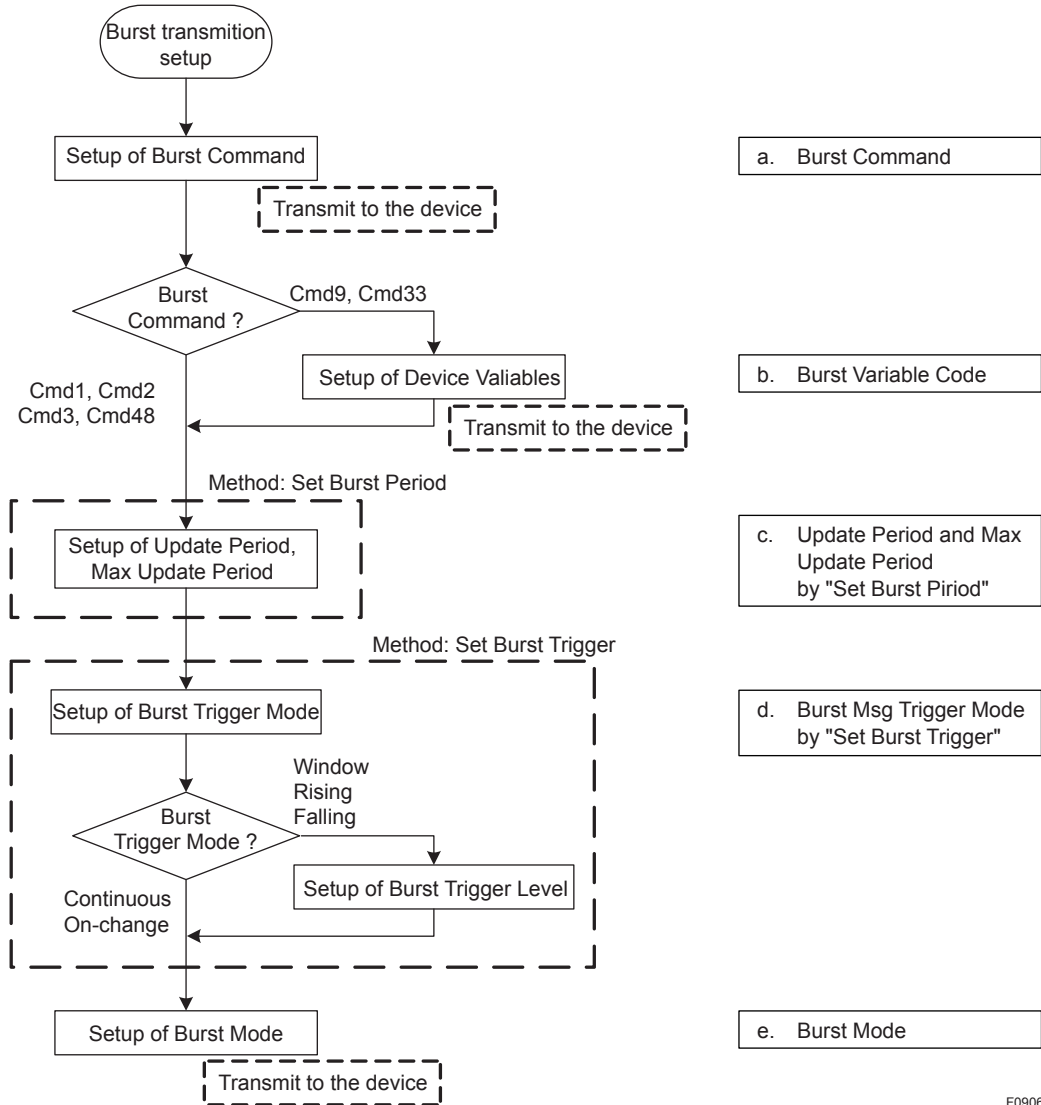 Burst transmition
setup
Setup of Burst Command
a. Burst Command
Transmit to the device
Burst
Command ?
Cmd9, Cmd33
Setup of Device Valiables
b. Burst Variable Code
Cmd1, Cmd2
Cmd3, Cmd48
Transmit to the device
Method: Set Burst Period
Setup of Update Period,
Max Update Period
c. Update Period and Max
Update Period
by "Set Burst Piriod"
Method: Set Burst Trigger
Setup of Burst Trigger Mode
d. Burst Msg Trigger Mode
by "Set Burst Trigger"
Window
Rising
Falling
Burst
Trigger Mode ?
Setup of Burst Trigger Level
Continuous
On-change
Setup of Burst Mode
e. Burst Mode
Transmit to the device